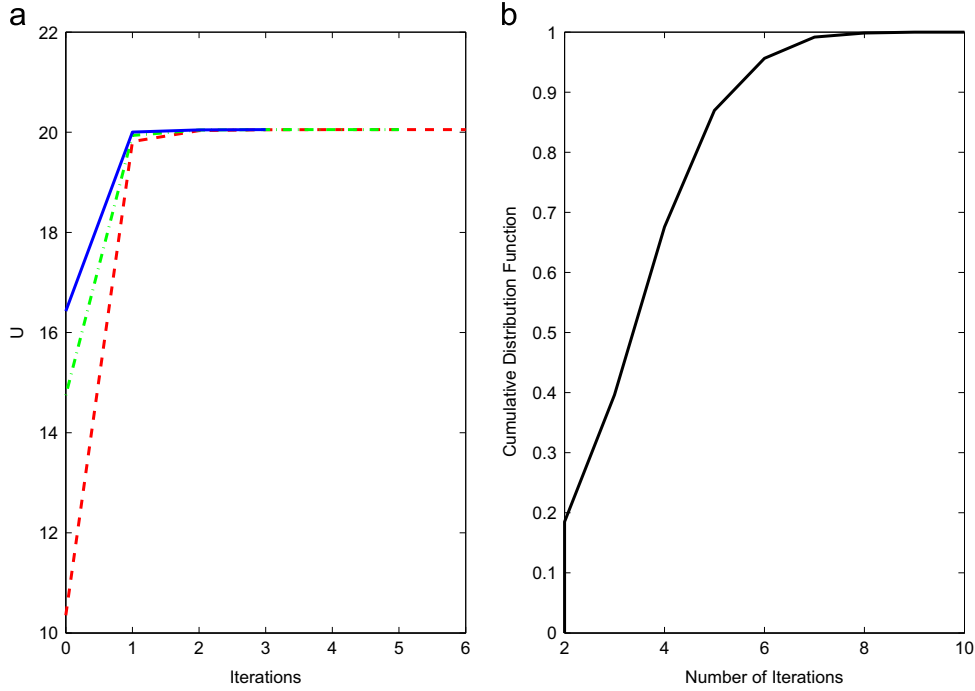 a
22
20
18
16
14
12
10
U
0 1 2 3 4 5 6
Iterations
b
1
0.9
0.8
0.7
0.6
0.5
0.4
0.3
0.2
0.1
0
Cumulative Distribution Function
2 4 6 8 10
Number of Iterations